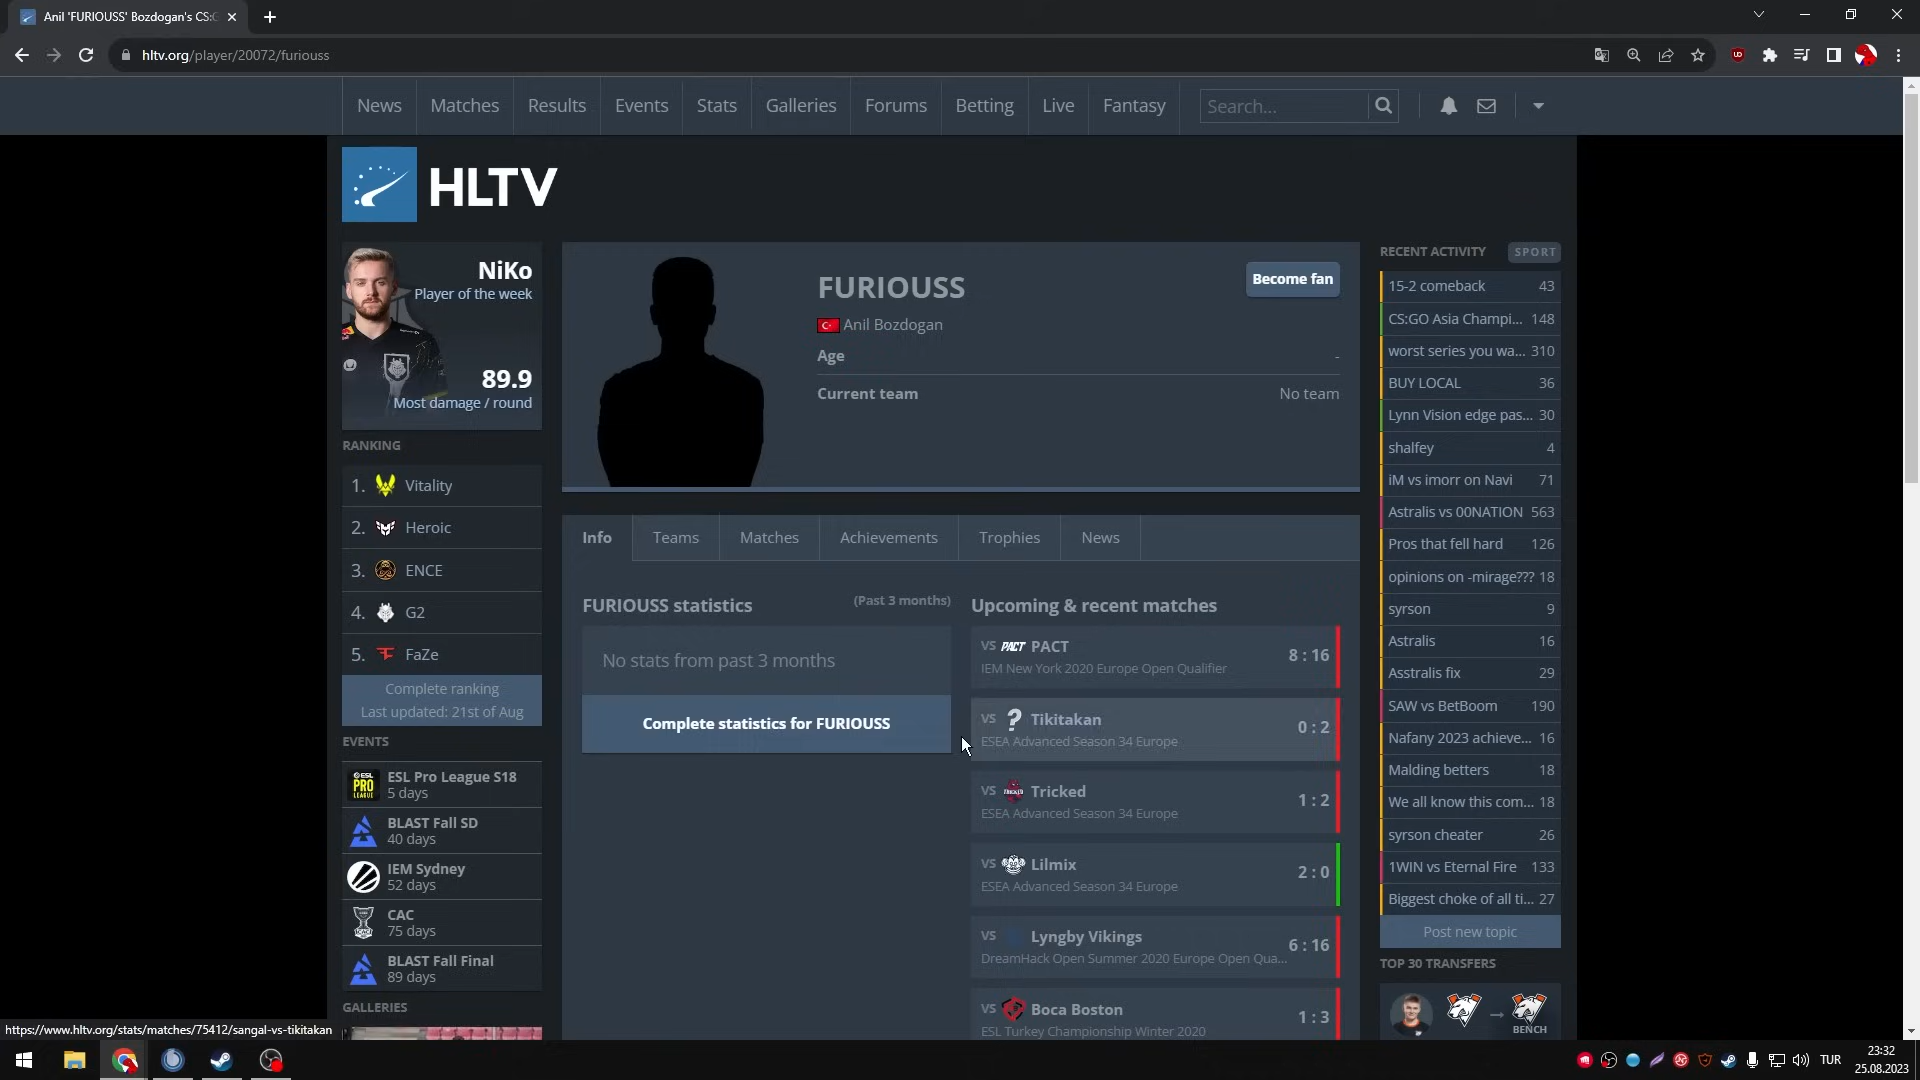 Anil 'FURIOUSS' Bozdogan's CS:G
hltv.org/player/20072/furiouss
News
Matches
Results
Events
Stats
Galleries
Forums
Betting
Live
Fantasy
Search...
HLTV
NiKo
Player of the week
89.9
Most damage / round
RANKING
1. Vitality
2. Heroic
3. ENCE
4. G2
5. FaZe
Complete ranking
Last updated: 21st of Aug
EVENTS
ESL Pro League S18
5 days
BLAST Fall SD
40 days
IEM Sydney
52 days
CAC
75 days
BLAST Fall Final
89 days
GALLERIES
FURIOUSS
Become fan
Anil Bozdogan
Age -
Current team No team
Info
Teams
Matches
Achievements
Trophies
News
FURIOUSS statistics
(Past 3 months)
No stats from past 3 months
Complete statistics for FURIOUSS
Upcoming & recent matches
VS PACT PACT
IEM New York 2020 Europe Open Qualifier
8 : 16
VS ? Tikitakan
ESEA Advanced Season 34 Europe
0 : 2
VS Tricked
ESEA Advanced Season 34 Europe
1 : 2
VS Lilmix
ESEA Advanced Season 34 Europe
2 : 0
VS Lyngby Vikings
DreamHack Open Summer 2020 Europe Open Qua...
6 : 16
VS Boca Boston
ESL Turkey Championship Winter 2020
1 : 3
RECENT ACTIVITY
SPORT
15-2 comeback 43
CS:GO Asia Champi... 148
worst series you wa... 310
BUY LOCAL 36
Lynn Vision edge pas... 30
shalfey 4
iM vs imorr on Navi 71
Astralis vs 00NATION 563
Pros that fell hard 126
opinions on -mirage??? 18
syrson 9
Astralis 16
Asstralis fix 29
SAW vs BetBoom 190
Nafany 2023 achieve... 16
Malding betters 18
We all know this com... 18
syrson cheater 26
1WIN vs Eternal Fire 133
Biggest choke of all ti... 27
Post new topic
TOP 30 TRANSFERS
BENCH
https://www.hltv.org/stats/matches/75412/sangal-vs-tikitakan
TUR
23:32
25.08.2023